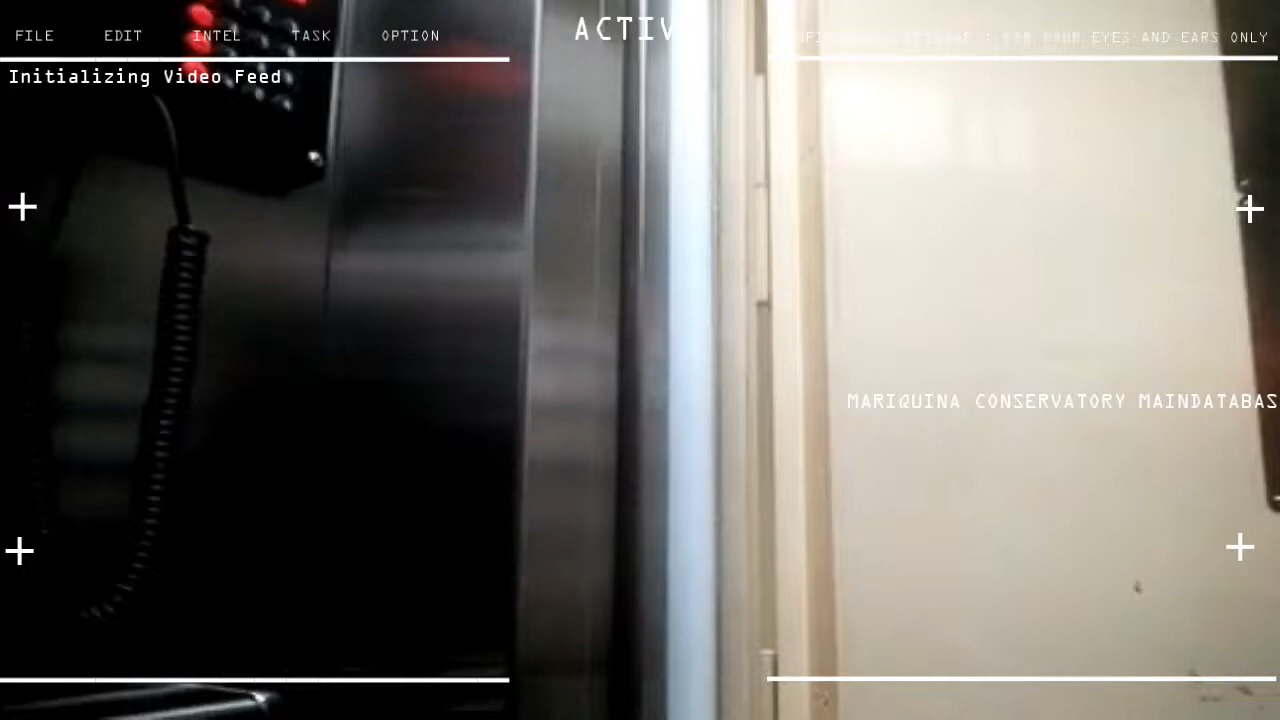 FILE EDIT INTEL TASK OPTION
ACTIV
EYES AND EARS ONLY
Initializing Video Feed
MARIQUINA CONSERVATORY MAINDATABAS